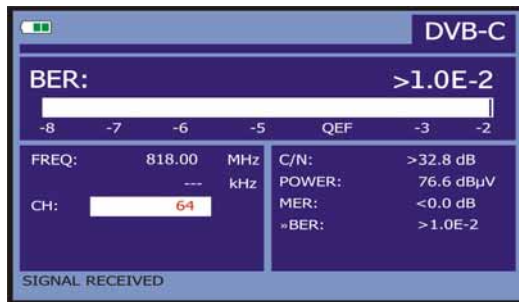 DVB-C
BER: >1.0E-2
-8 -7 -6 -5 QEF -3 -2
FREQ: 818.00 MHz
--- kHz
CH: 64
C/N: >32.8 dB
POWER: 76.6 dBµV
MER: <0.0 dB
»BER: >1.0E-2
SIGNAL RECEIVED